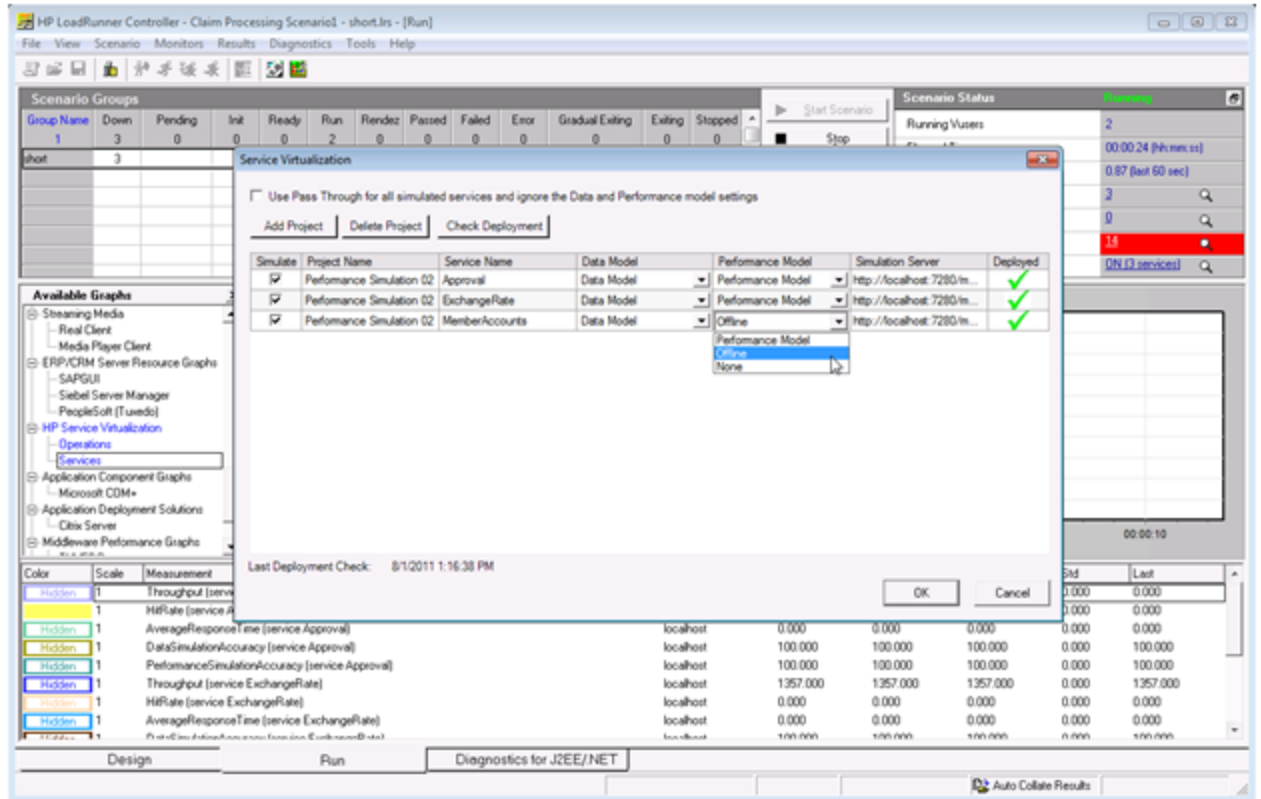 HP LoadRunner Controller - Claim Processing Scenario1 - short.lrs - [Run]
File View Scenario Monitors Results Diagnostics Tools Help
Scenario Groups
Group Name Down Pending Init Ready Run Rendez Passed Failed Error Gradual Exiting Exiting Stopped
1 3 0 0 0 2 0 0 0 0 0 0 0
short 3
Start Scenario
Stop
Scenario Status Running
Running Vusers 2
00:00:24 (hh:mm:ss)
0.87 (last 60 sec)
3
0
14
ON (3 services)
Service Virtualization
Use Pass Through for all simulated services and ignore the Data and Performance model settings
Add Project Delete Project Check Deployment
Simulate Project Name Service Name Data Model Performance Model Simulation Server Deployed
Performance Simulation 02 Approval Data Model Performance Model http://localhost:7280/m...
Performance Simulation 02 ExchangeRate Data Model Performance Model http://localhost:7280/m...
Performance Simulation 02 MemberAccounts Data Model Offline http://localhost:7280/m...
Performance Model
Offline
None
Last Deployment Check: 8/1/2011 1:16:38 PM
OK Cancel
Available Graphs
Streaming Media
Real Client
Media Player Client
ERP/CRM Server Resource Graphs
SAPGUI
Siebel Server Manager
PeopleSoft (Tuxedo)
HP Service Virtualization
Operations
Services
Application Component Graphs
Microsoft COM+
Application Deployment Solutions
Citrix Server
Middleware Performance Graphs
00:00:10
Color Scale Measurement Std Last
Hidden 1 Throughput (serv 0.000 0.000
1 HitRate (service A 0.000 0.000
Hidden 1 AverageResponseTime (service Approval) localhost 0.000 0.000 0.000 0.000 0.000
Hidden 1 DataSimulationAccuracy (service Approval) localhost 100.000 100.000 100.000 0.000 100.000
Hidden 1 PerformanceSimulationAccuracy (service Approval) localhost 100.000 100.000 100.000 0.000 100.000
Hidden 1 Throughput (service ExchangeRate) localhost 1357.000 1357.000 1357.000 0.000 1357.000
Hidden 1 HitRate (service ExchangeRate) localhost 0.000 0.000 0.000 0.000 0.000
Hidden 1 AverageResponseTime (service ExchangeRate) localhost 0.000 0.000 0.000 0.000 0.000
Hidden 1 DataSimulationAccuracy (service ExchangeRate) localhost 100.000 100.000 100.000 0.000 100.000
Design Run Diagnostics for J2EE/.NET
Auto Collate Results